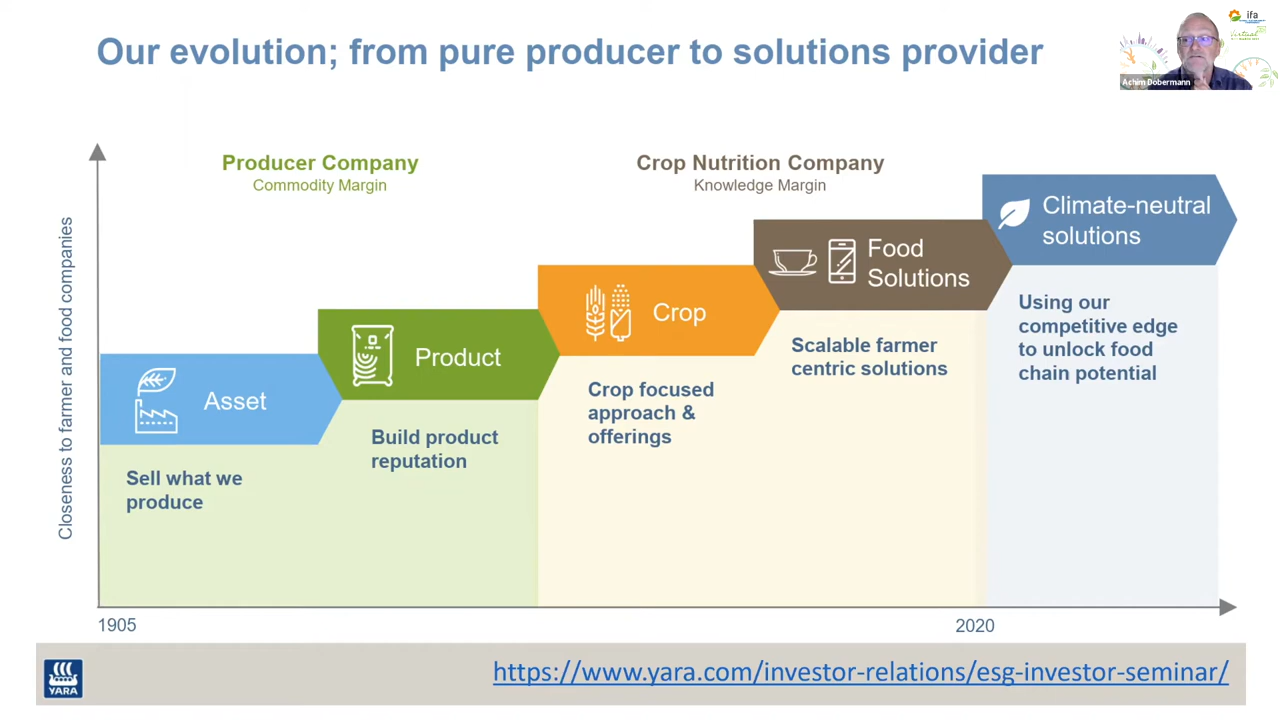 Our evolution; from pure producer to solutions provider
ifa
Achim Dobermann
Producer Company
Commodity Margin
Crop Nutrition Company
Knowledge Margin
Closeness to farmer and food companies
Asset
Sell what we
produce
Product
Build product
reputation
Crop
Crop focused
approach &
offerings
Food
Solutions
Scalable farmer
centric solutions
Climate-neutral
solutions
Using our
competitive edge
to unlock food
chain potential
1905
2020
YARA
https://www.yara.com/investor-relations/esg-investor-seminar/